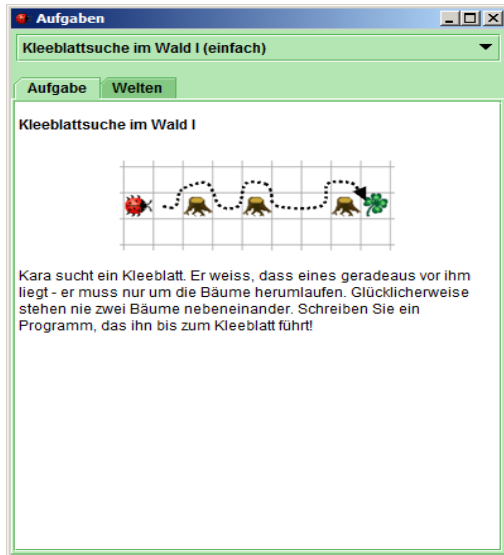 Aufgaben
Kleeblattsuche im Wald I (einfach)
Aufgabe Welten
Kleeblattsuche im Wald I
Kara sucht ein Kleeblatt. Er weiss, dass eines geradeaus vor ihm
liegt - er muss nur um die Bäume herumlaufen. Glücklicherweise
stehen nie zwei Bäume nebeneinander. Schreiben Sie ein
Programm, das ihn bis zum Kleeblatt führt!